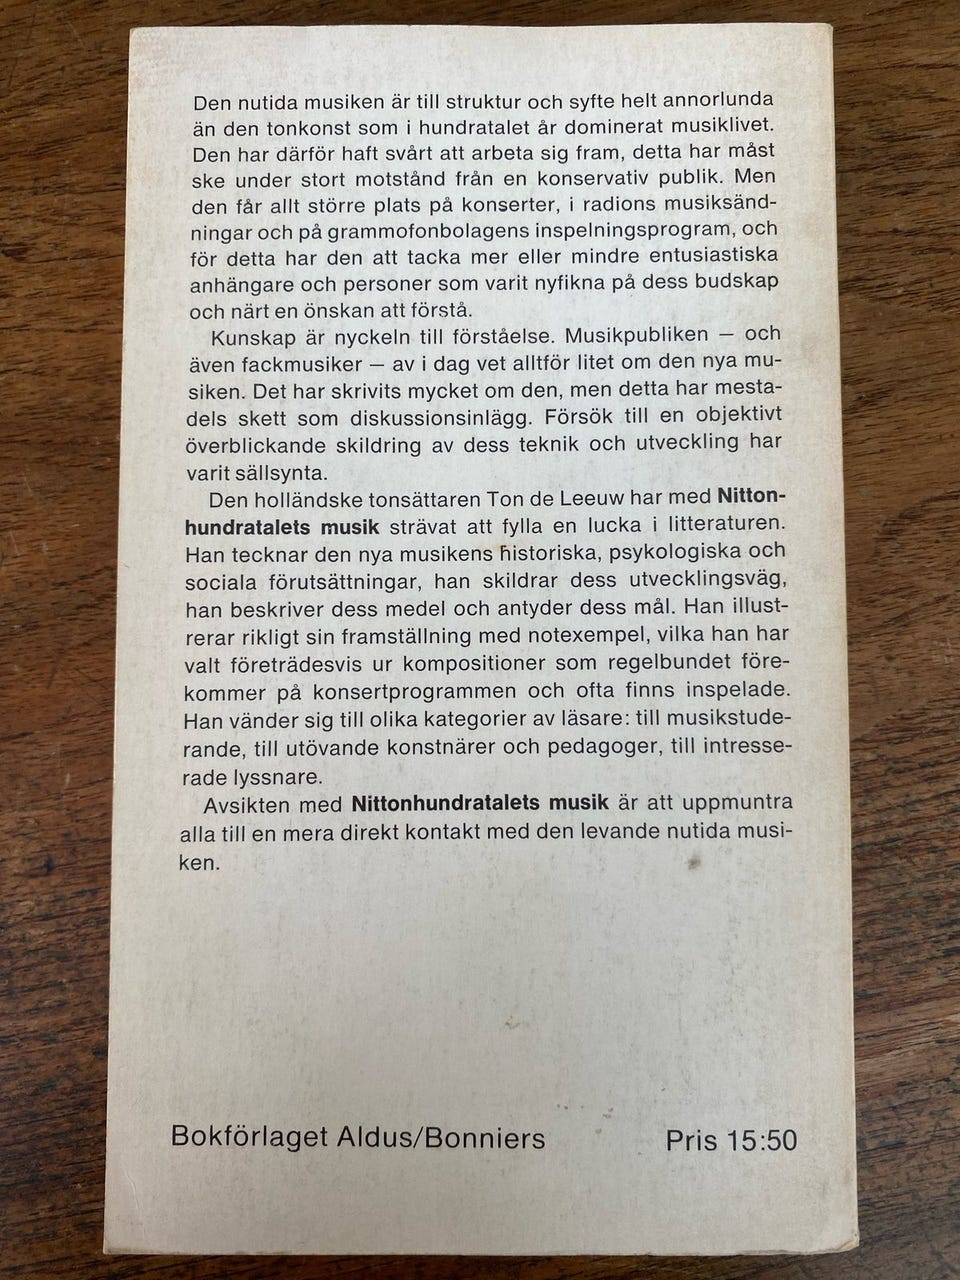 Den nutida musiken är till struktur och syfte helt annorlunda
än den tonkonst som i hundratalet år dominerat musiklivet.
Den har därför haft svårt att arbeta sig fram, detta har måst
ske under stort motstånd från en konservativ publik. Men
den får allt större plats på konserter, i radions musiksänd-
ningar och på grammofonbolagens inspelningsprogram, och
för detta har den att tacka mer eller mindre entusiastiska
anhängare och personer som varit nyfikna på dess budskap
och närt en önskan att förstå.
Kunskap är nyckeln till förståelse. Musikpubliken — och
även fackmusiker — av i dag vet alltför litet om den nya mu-
siken. Det har skrivits mycket om den, men detta har mesta-
dels skett som diskussionsinlägg. Försök till en objektivt
överblickande skildring av dess teknik och utveckling har
varit sällsynta.
Den holländske tonsättaren Ton de Leeuw har med Nitton-
hundratalets musik strävat att fylla en lucka i litteraturen.
Han tecknar den nya musikens historiska, psykologiska och
sociala förutsättningar, han skildrar dess utvecklingsväg,
han beskriver dess medel och antyder dess mål. Han illust-
rerar rikligt sin framställning med notexempel, vilka han har
valt företrädesvis ur kompositioner som regelbundet före-
kommer på konsertprogrammen och ofta finns inspelade.
Han vänder sig till olika kategorier av läsare: till musikstude-
rande, till utövande konstnärer och pedagoger, till intresse-
rade lyssnare.
Avsikten med Nittonhundratalets musik är att uppmuntra
alla till en mera direkt kontakt med den levande nutida musi-
ken.
Bokförlaget Aldus/Bonniers Pris 15:50